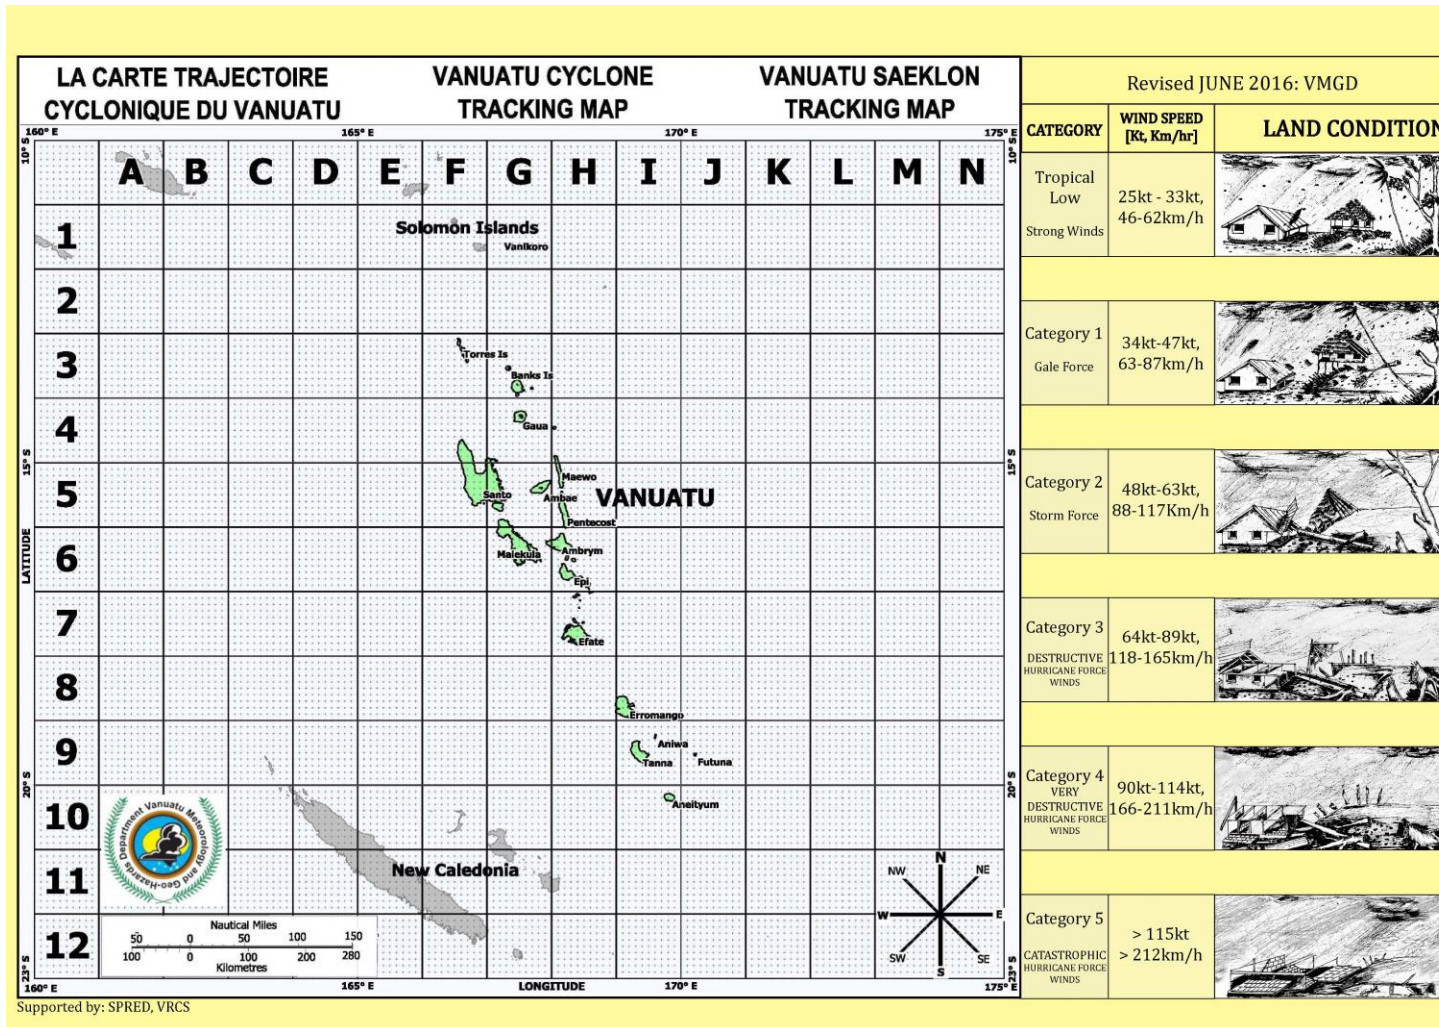 LA CARTE TRAJECTOIRE
CYCLONIQUE DU VANUATU
VANUATU CYCLONE
TRACKING MAP
VANUATU SAEKLON
TRACKING MAP
160° E
165° E
170° E
175° E
10° S
10° S
A B C D E F G H I J K L M N
1
Solomon Islands
Vanikoro
2
3
Torres Is
Banks Is
4
Gaua
15° S
15° S
5
Santo
Maewo
Ambae
VANUATU
Pentecost
LATITUDE
6
Malekula
Ambrym
Epi
7
Efate
8
Erromango
9
Aniwa
Tanna
Futuna
20° S
20° S
10
Aneityum
Vanuatu Meteorology and Geo-Hazards Department
11
New Caledonia
12
Nautical Miles
50 0 50 100 150
100 0 100 200 280
Kilometres
N
NE
E
SE
S
SW
W
NW
23° S
23° S
160° E
165° E
LONGITUDE
170° E
175° E
Supported by: SPRED, VRCS
Revised JUNE 2016: VMGD
CATEGORY
WIND SPEED
[Kt, Km/hr]
LAND CONDITION
Tropical
Low
Strong Winds
25kt - 33kt,
46-62km/h
Category 1
Gale Force
34kt-47kt,
63-87km/h
Category 2
Storm Force
48kt-63kt,
88-117Km/h
Category 3
DESTRUCTIVE
HURRICANE FORCE
WINDS
64kt-89kt,
118-165km/h
Category 4
VERY
DESTRUCTIVE
HURRICANE FORCE
WINDS
90kt-114kt,
166-211km/h
Category 5
CATASTROPHIC
HURRICANE FORCE
WINDS
> 115kt
> 212km/h